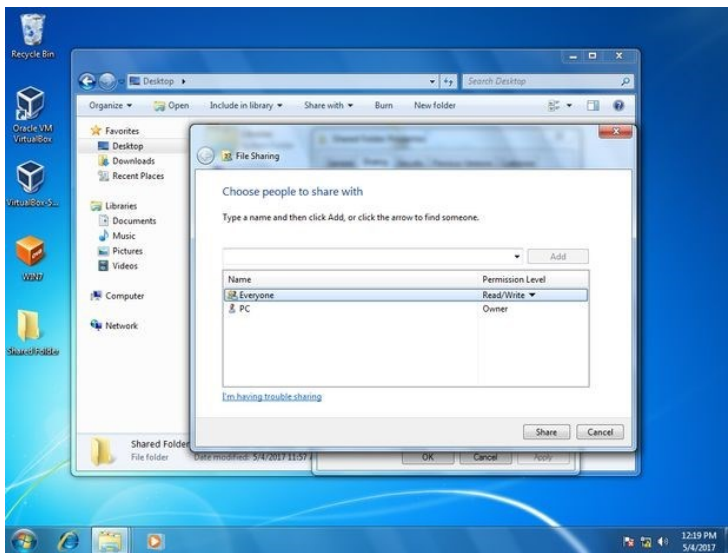 Recycle Bin
Oracle VM
VirtualBox
VirtualBox-5...
WIN7
Shared Folder
Desktop
Search Desktop
Organize
Open
Include in library
Share with
Burn
New folder
Favorites
Desktop
Downloads
Recent Places
Libraries
Documents
Music
Pictures
Videos
Computer
Network
File Sharing
Choose people to share with
Type a name and then click Add, or click the arrow to find someone.
Add
Name Permission Level
Everyone Read/Write
PC Owner
I'm having trouble sharing
Share Cancel
Shared Folder
File folder Date modified: 5/4/2017 11:57
OK Cancel Apply
12:19 PM
5/4/2017